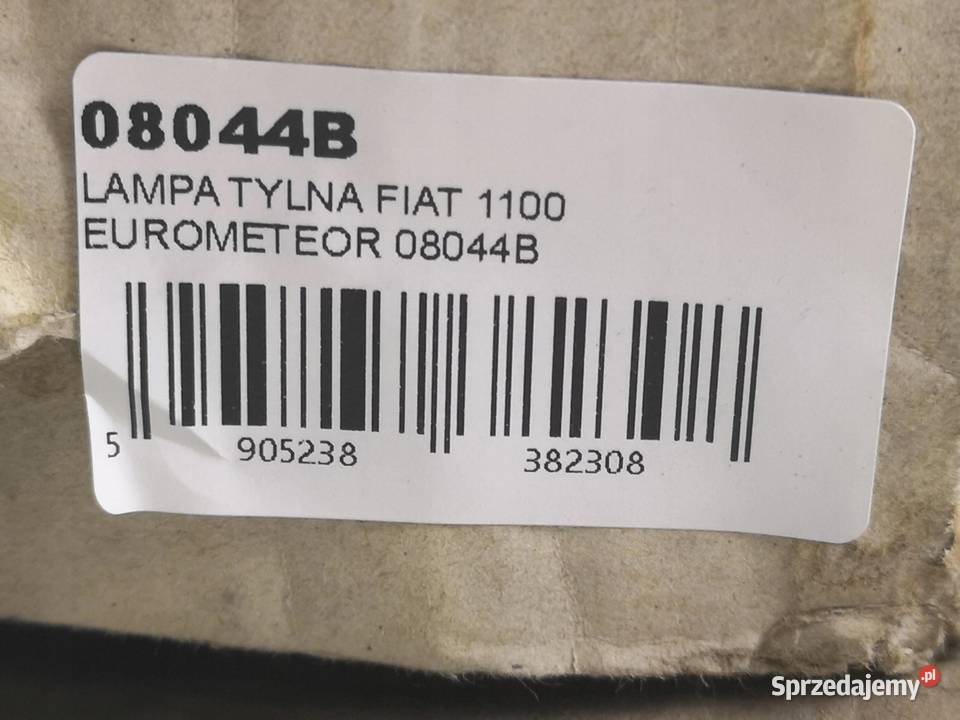 08044B
LAMPA TYLNA FIAT 1100
EUROMETEOR 08044B
5 905238 382308
Sprzedajemy.pl